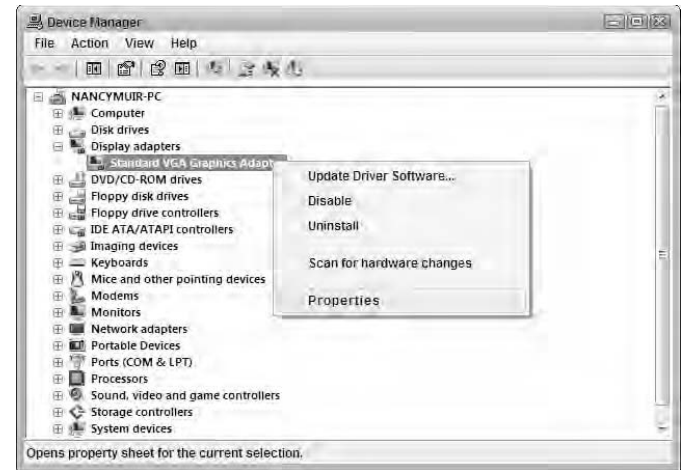 Device Manager
File Action View Help
NANCYMUIR-PC
Computer
Disk drives
Display adapters
Standard VGA Graphics Adapt
DVD/CD-ROM drives
Floppy disk drives
Floppy drive controllers
IDE ATA/ATAPI controllers
Imaging devices
Keyboards
Mice and other pointing devices
Modems
Monitors
Network adapters
Portable Devices
Ports (COM & LPT)
Processors
Sound, video and game controllers
Storage controllers
System devices
Update Driver Software...
Disable
Uninstall
Scan for hardware changes
Properties
Opens property sheet for the current selection.